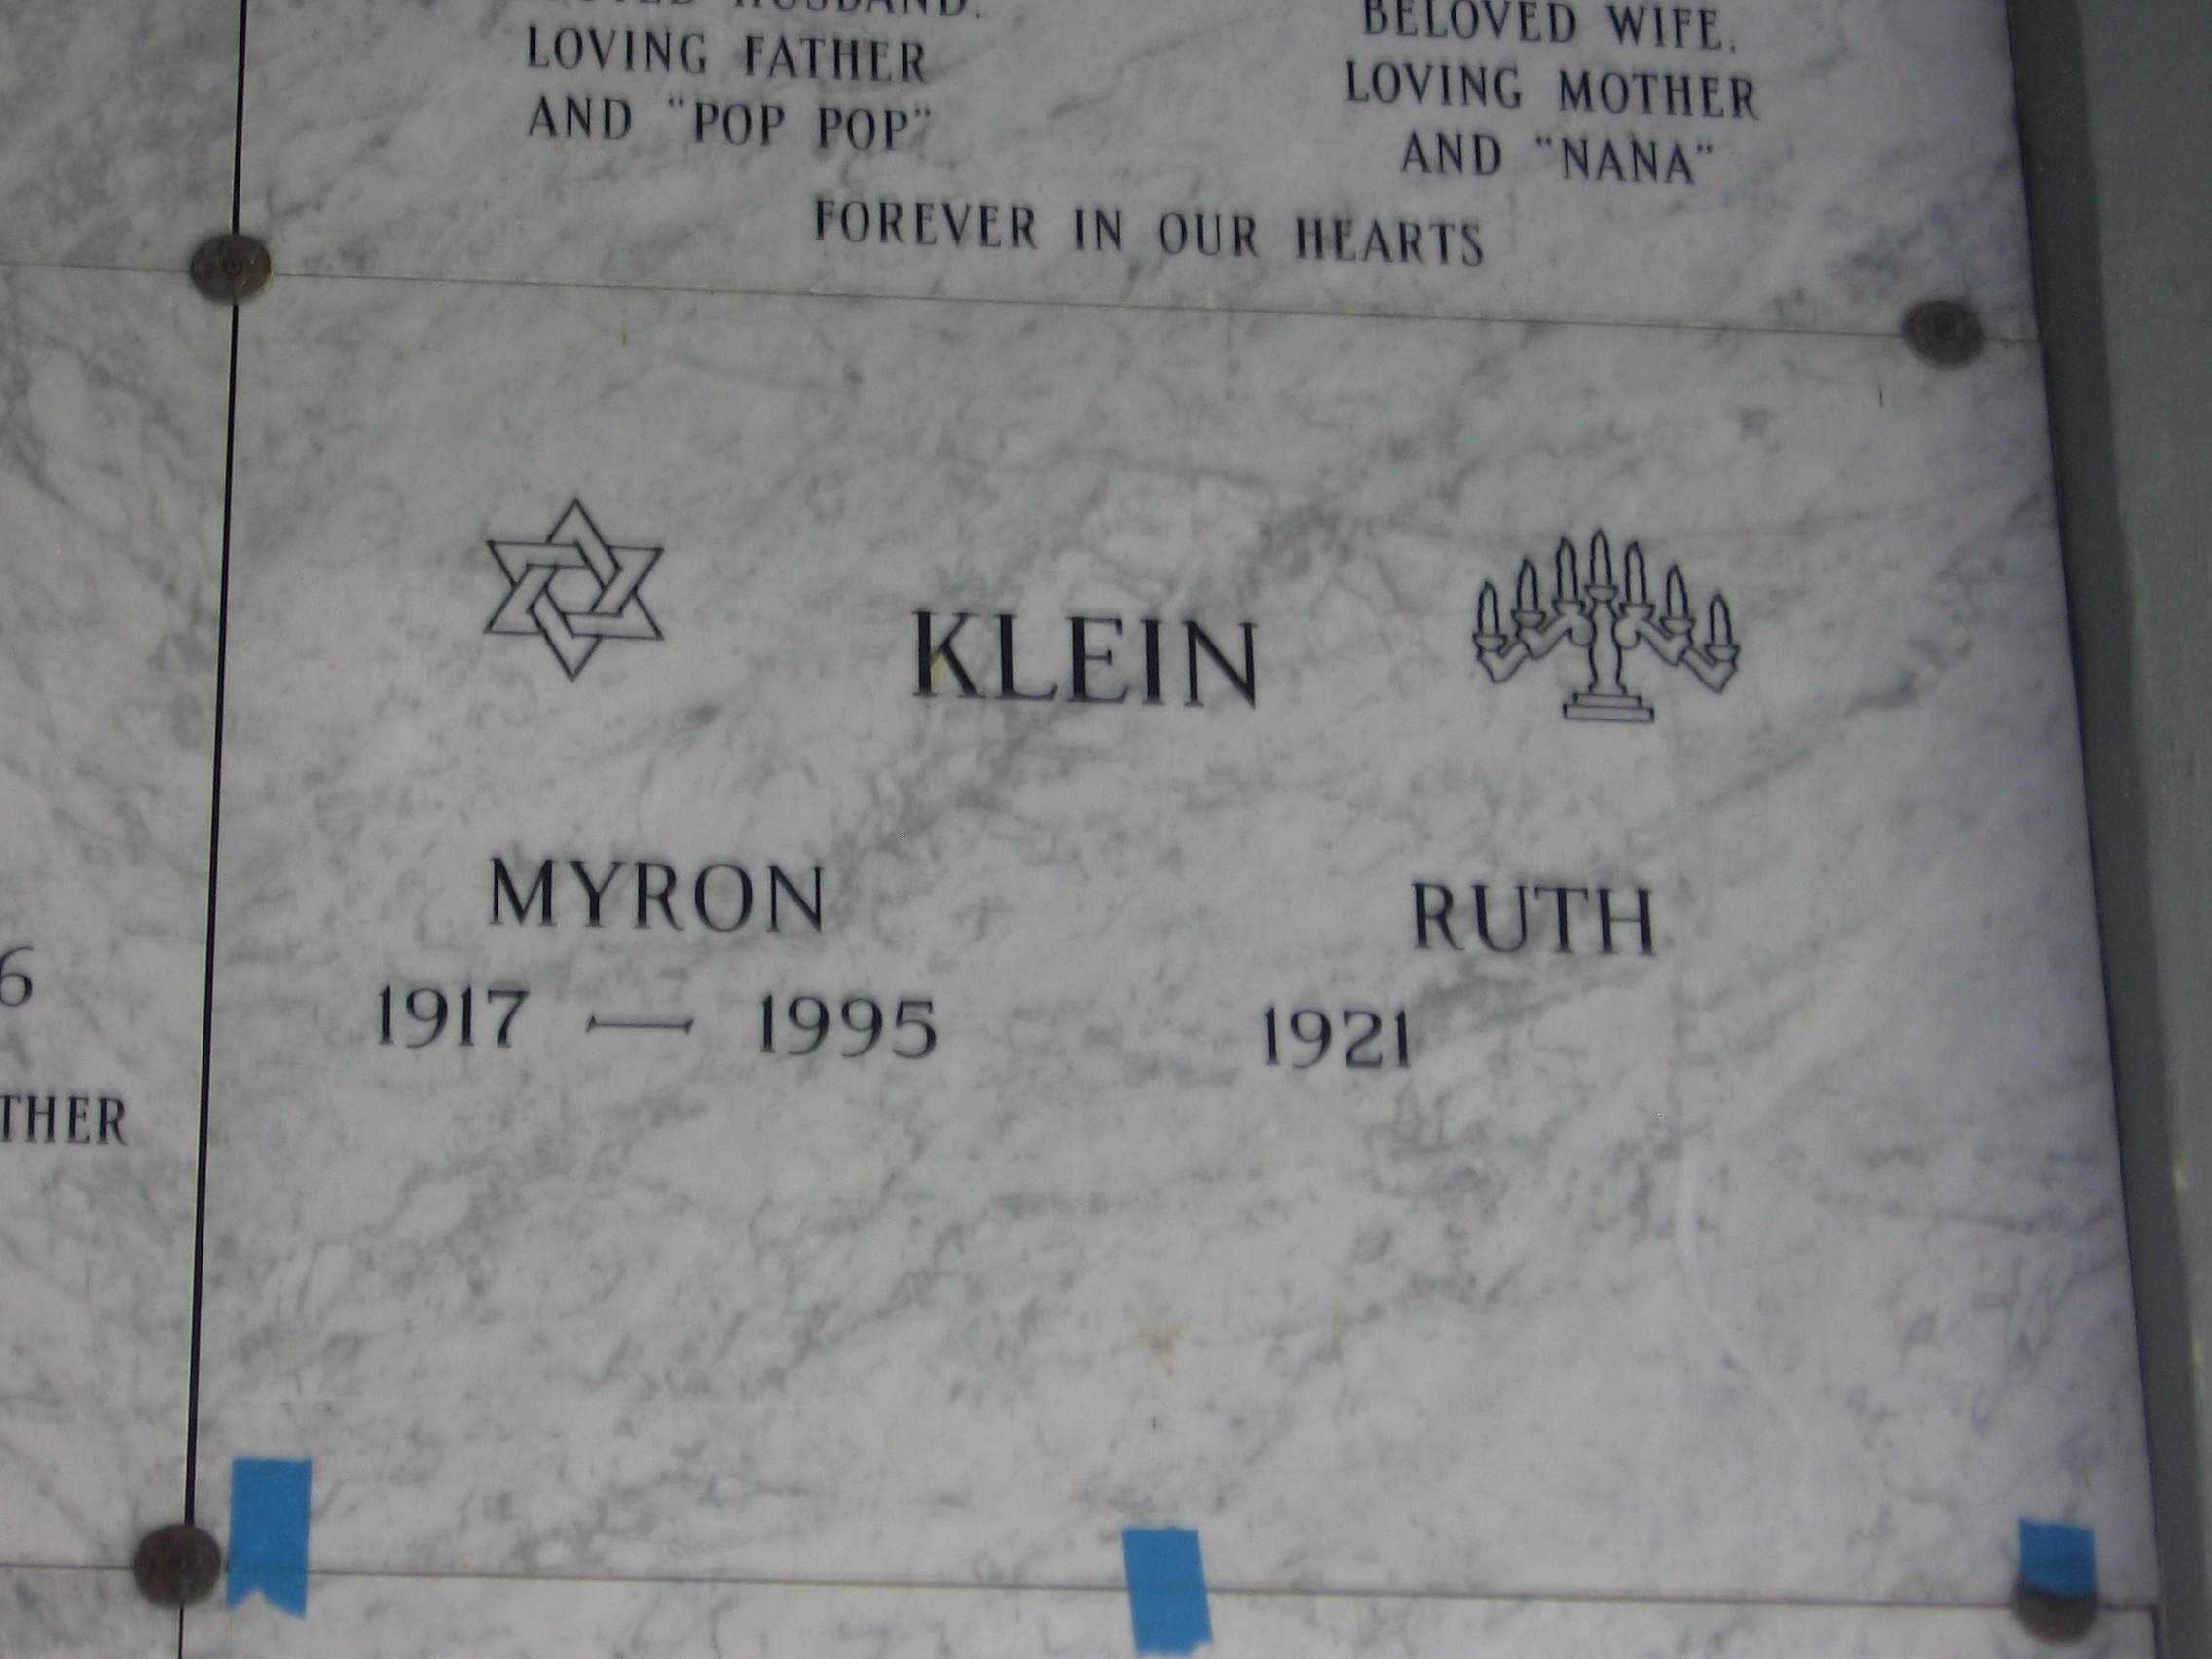 HUSBAND.
LOVING FATHER
AND "POP POP"
BELOVED WIFE.
LOVING MOTHER
AND "NANA"
FOREVER IN OUR HEARTS
KLEIN
MYRON
1917 — 1995
RUTH
1921
6
THER